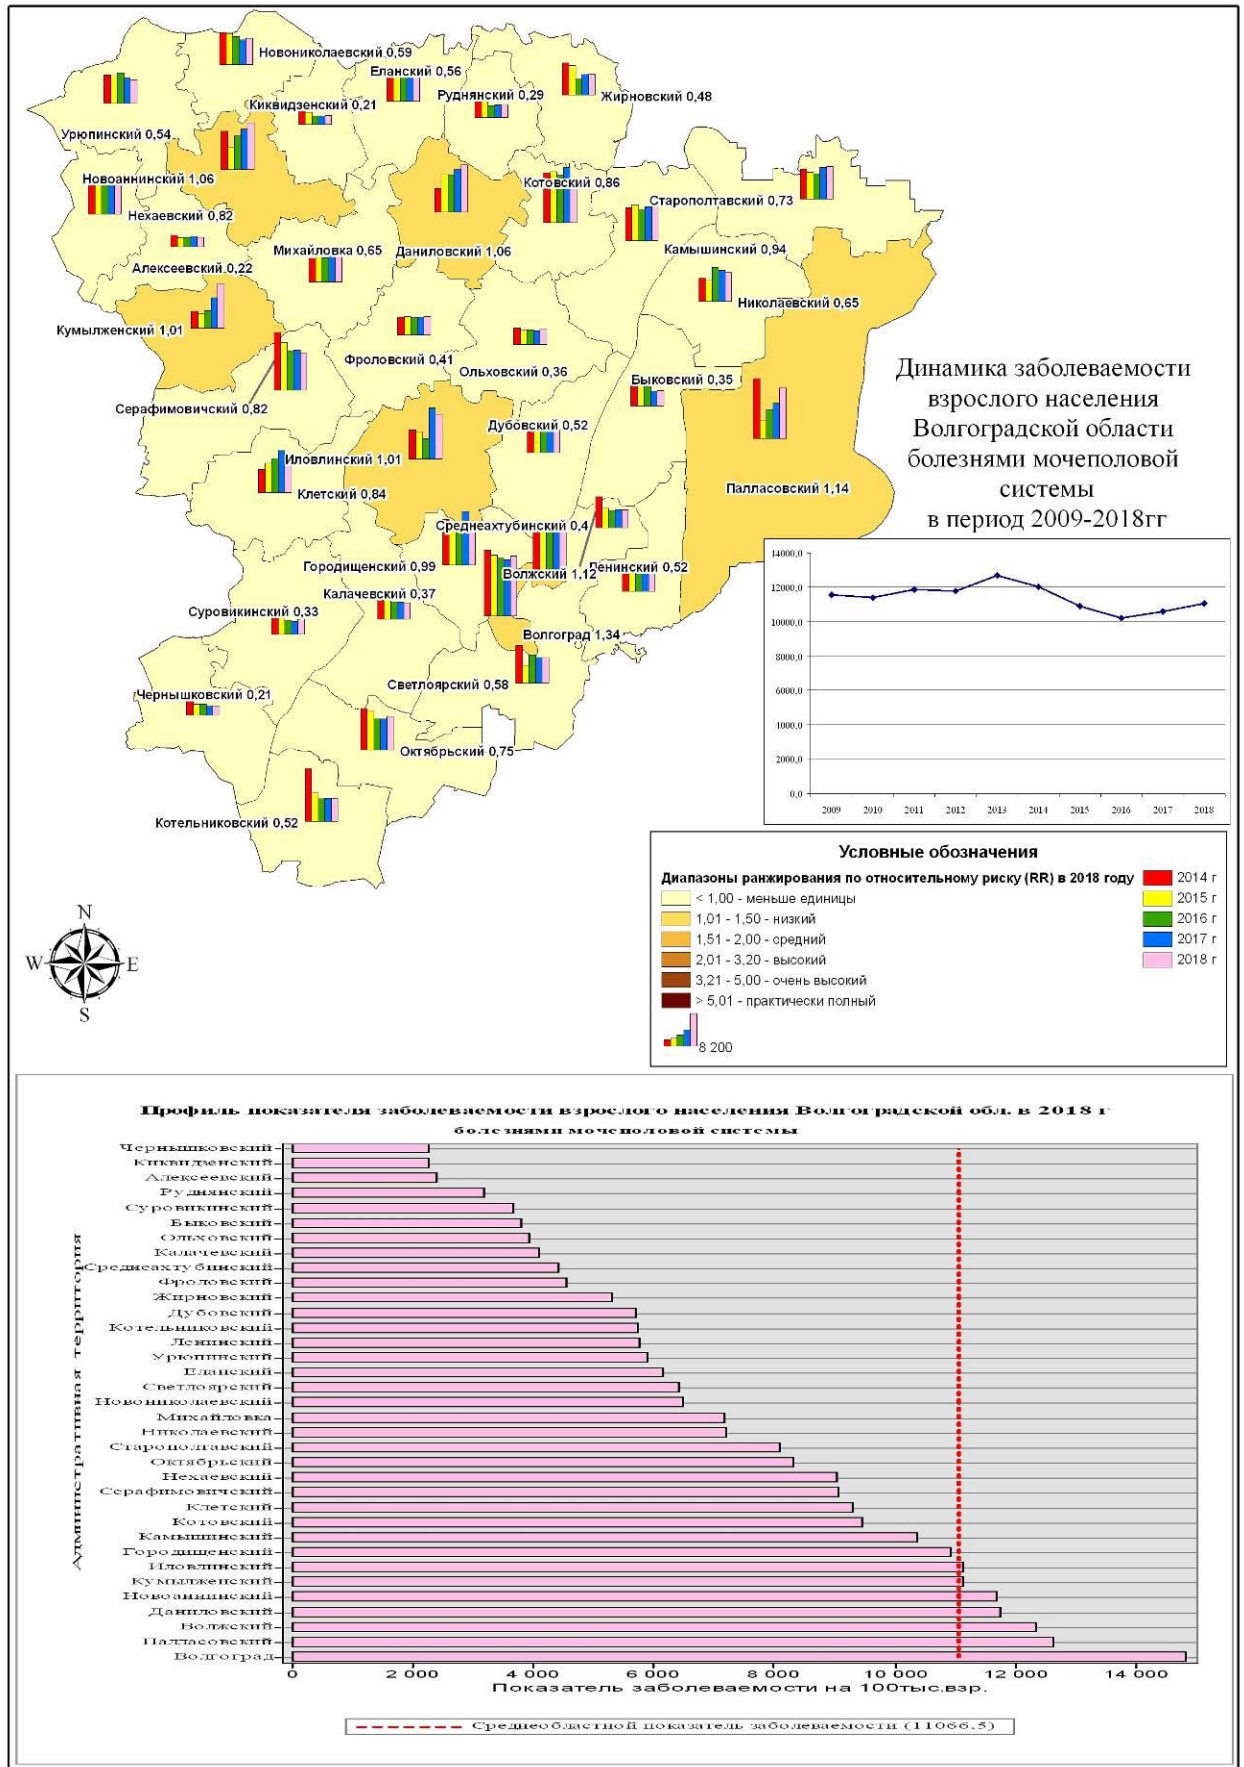 Новониколаевский 0,59
Еланский 0,56
Руднянский 0,29
Жирновский 0,48
Киквидзенский 0,21
Урюпинский 0,54
Новоаннинский 1,06
Котовский 0,86
Старополтавский 0,73
Нехаевский 0,82
Михайловка 0,65
Даниловский 1,06
Камышинский 0,94
Алексеевский 0,22
Николаевский 0,65
Кумылженский 1,01
Фроловский 0,41
Ольховский 0,36
Быковский 0,35
Серафимовичский 0,82
Дубовский 0,52
Иловлинский 1,01
Клетский 0,84
Палласовский 1,14
Среднеахтубинский 0,4
Городищенский 0,99
Волжский 1,12
Ленинский 0,52
Калачевский 0,37
Суровикинский 0,33
Волгоград 1,34
Светлоярский 0,58
Чернышковский 0,21
Октябрьский 0,75
Котельниковский 0,52
Динамика заболеваемости
взрослого населения
Волгоградской области
болезнями мочеполовой
системы
в период 2009-2018гг
14000,0
12000,0
10000,0
8000,0
6000,0
4000,0
2000,0
0,0
2009 2010 2011 2012 2013 2014 2015 2016 2017 2018
Условные обозначения
Диапазоны ранжирования по относительному риску (RR) в 2018 году
< 1,00 - меньше единицы
1,01 - 1,50 - низкий
1,51 - 2,00 - средний
2,01 - 3,20 - высокий
3,21 - 5,00 - очень высокий
> 5,01 - практически полный
8 200
2014 г
2015 г
2016 г
2017 г
2018 г
N
W E
S
Профиль показателя заболеваемости взрослого населения Волгоградской обл. в 2018 г
болезнями мочеполовой системы
Административная территория
Чернышковский
Киквидзенский
Алексеевский
Руднянский
Суровикинский
Быковский
Ольховский
Калачевский
Среднеахтубинский
Фроловский
Жирновский
Дубовский
Котельниковский
Ленинский
Урюпинский
Еланский
Светлоярский
Новониколаевский
Михайловка
Николаевский
Старополтавский
Октябрьский
Нехаевский
Серафимовичский
Клетский
Котовский
Камышинский
Городищенский
Иловлинский
Кумылженский
Новоаннинский
Даниловский
Волжский
Палласовский
Волгоград
0 2 000 4 000 6 000 8 000 10 000 12 000 14 000
Показатель заболеваемости на 100тыс.взр.
Среднеобластной показатель заболеваемости (11066.5)